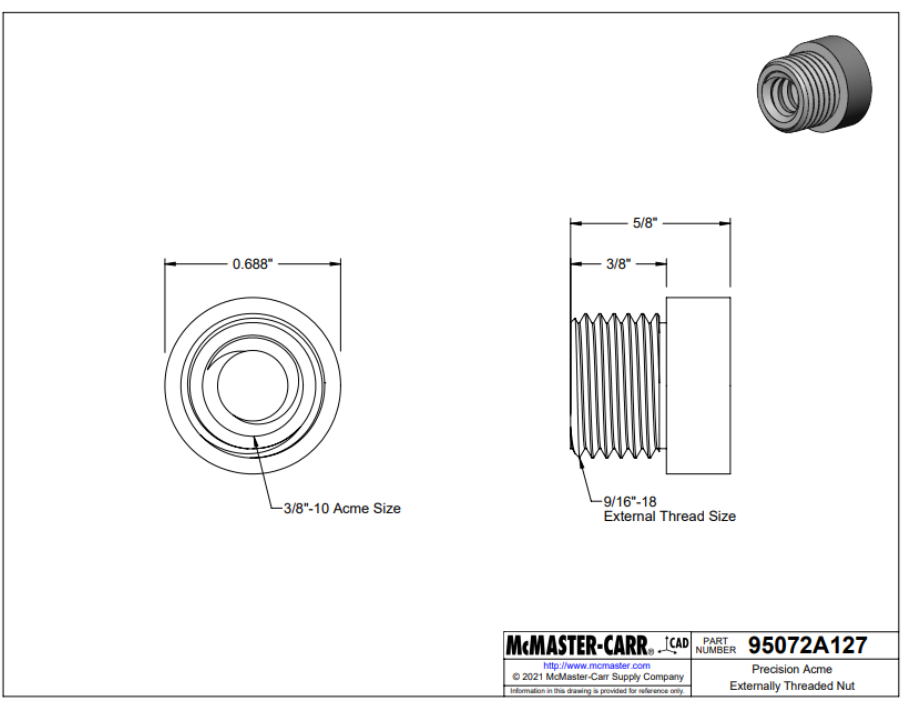 5/8"
0.688"
3/8"
3/8"-10 Acme Size
9/16"-18
External Thread Size
McMASTER-CARR® CAD
http://www.mcmaster.com
© 2021 McMaster-Carr Supply Company
Information in this drawing is provided for reference only.
PART
NUMBER
95072A127
Precision Acme
Externally Threaded Nut